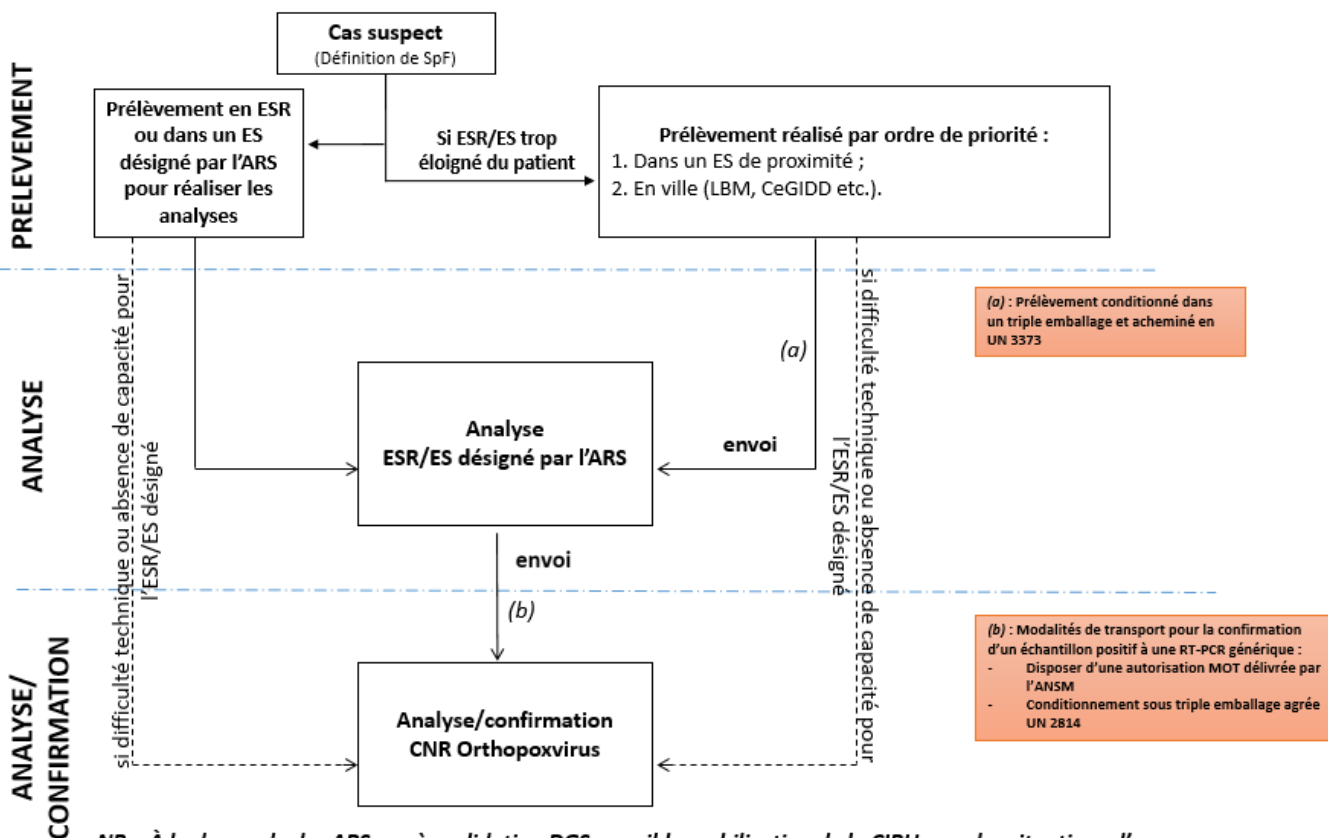 PRELEVEMENT
Cas suspect
(Définition de SpF)
Prélèvement en ESR
ou dans un ES
désigné par l'ARS
pour réaliser les
analyses
Si ESR/ES trop
éloigné du patient
Prélèvement réalisé par ordre de priorité :
1. Dans un ES de proximité ;
2. En ville (LBM, CeGIDD etc.).
ANALYSE
si difficulté technique ou absence de capacité pour
l'ESR/ES désigné
Analyse
ESR/ES désigné par l'ARS
envoi
(a)
si difficulté technique ou absence de capacité pour
l'ESR/ES désigné
(a) : Prélèvement conditionné dans
un triple emballage et acheminé en
UN 3373
envoi
(b)
ANALYSE/
CONFIRMATION
Analyse/confirmation
CNR Orthopoxvirus
(b) : Modalités de transport pour la confirmation
d'un échantillon positif à une RT-PCR générique :
- Disposer d'une autorisation MOT délivrée par
l'ANSM
- Conditionnement sous triple emballage agrée
UN 2814